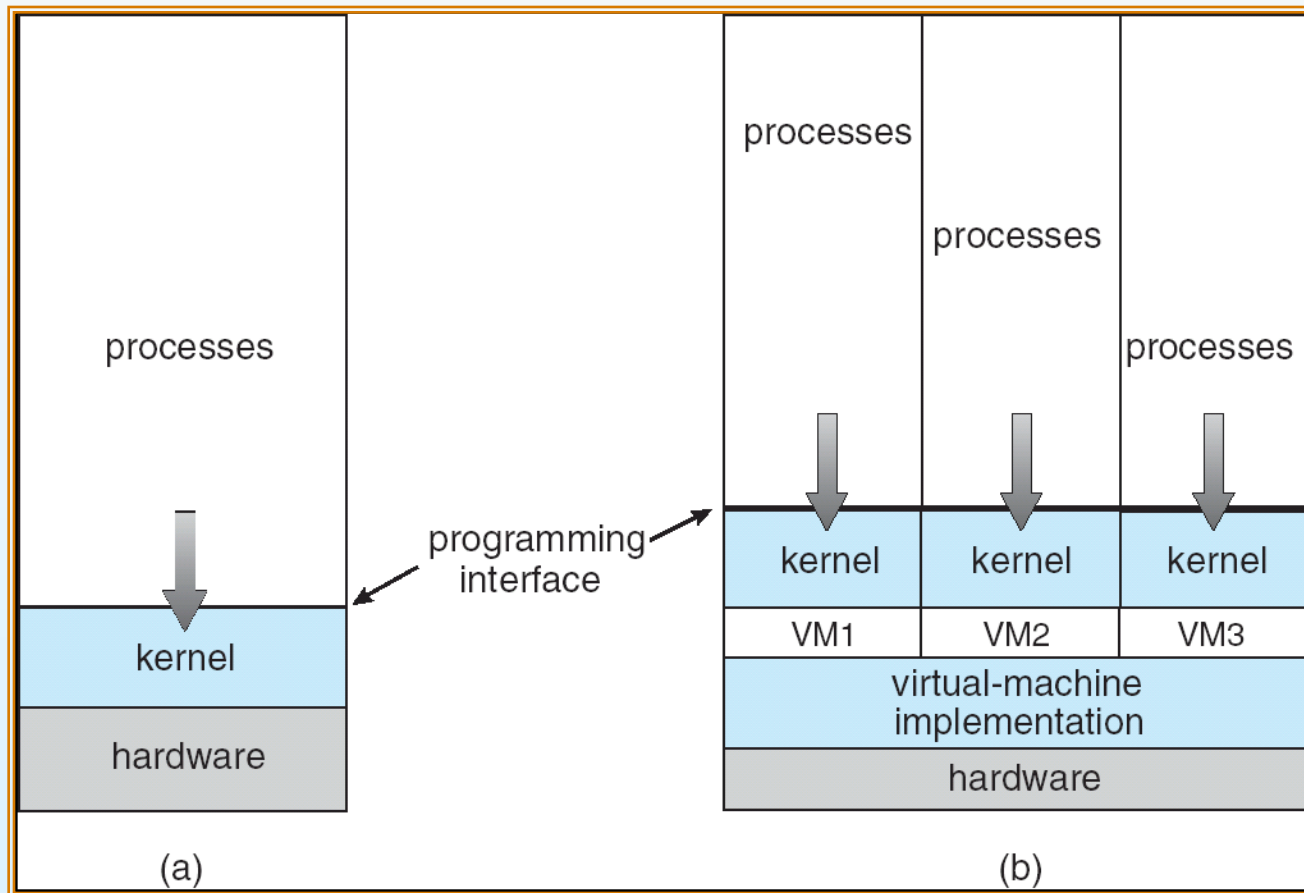 processes
kernel
hardware
(a)
programming
interface
processes
processes
processes
kernel
kernel
kernel
VM1
VM2
VM3
virtual-machine
implementation
hardware
(b)